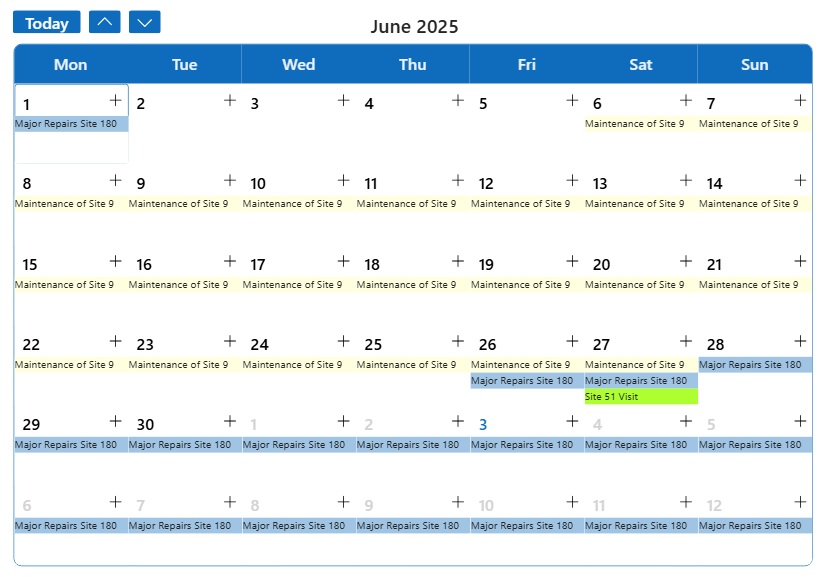 Today June 2025
Mon Tue Wed Thu Fri Sat Sun
1 + 2 + 3 + 4 + 5 + 6 + 7 +
Major Repairs Site 180 Maintenance of Site 9 Maintenance of Site 9
8 + 9 + 10 + 11 + 12 + 13 + 14 +
Maintenance of Site 9 Maintenance of Site 9 Maintenance of Site 9 Maintenance of Site 9 Maintenance of Site 9 Maintenance of Site 9 Maintenance of Site 9
15 + 16 + 17 + 18 + 19 + 20 + 21 +
Maintenance of Site 9 Maintenance of Site 9 Maintenance of Site 9 Maintenance of Site 9 Maintenance of Site 9 Maintenance of Site 9 Maintenance of Site 9
22 + 23 + 24 + 25 + 26 + 27 + 28 +
Maintenance of Site 9 Maintenance of Site 9 Maintenance of Site 9 Maintenance of Site 9 Maintenance of Site 9 Maintenance of Site 9 Major Repairs Site 180
Major Repairs Site 180 Major Repairs Site 180
Site 51 Visit
29 + 30 + 1 + 2 + 3 + 4 + 5 +
Major Repairs Site 180 Major Repairs Site 180 Major Repairs Site 180 Major Repairs Site 180 Major Repairs Site 180 Major Repairs Site 180 Major Repairs Site 180
6 + 7 + 8 + 9 + 10 + 11 + 12 +
Major Repairs Site 180 Major Repairs Site 180 Major Repairs Site 180 Major Repairs Site 180 Major Repairs Site 180 Major Repairs Site 180 Major Repairs Site 180